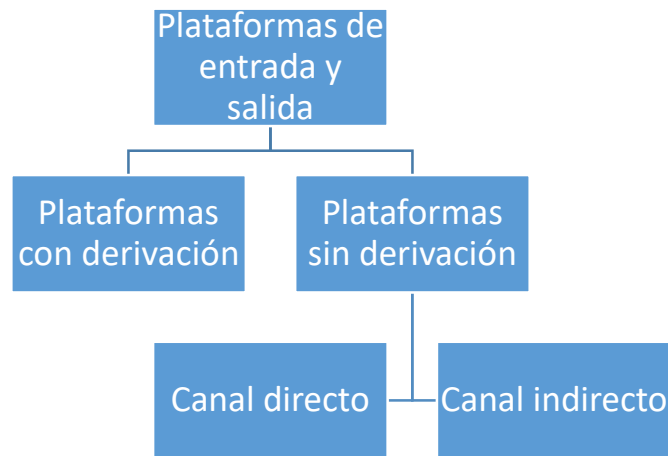 Plataformas de
entrada y
salida
Plataformas
con derivación
Plataformas
sin derivación
Canal directo
Canal indirecto